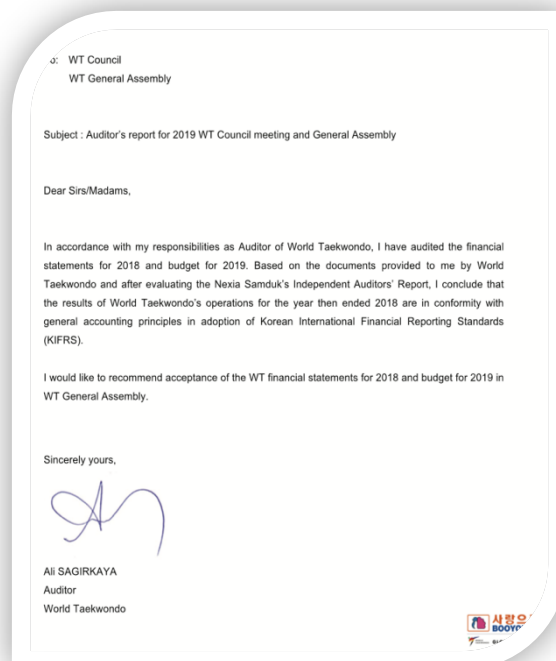 WT Council
WT General Assembly
Subject : Auditor's report for 2019 WT Council meeting and General Assembly
Dear Sirs/Madams,
In accordance with my responsibilities as Auditor of World Taekwondo, I have audited the financial
statements for 2018 and budget for 2019. Based on the documents provided to me by World
Taekwondo and after evaluating the Nexia Samduk's Independent Auditors' Report, I conclude that
the results of World Taekwondo's operations for the year then ended 2018 are in conformity with
general accounting principles in adoption of Korean International Financial Reporting Standards
(KIFRS).
I would like to recommend acceptance of the WT financial statements for 2018 and budget for 2019 in
WT General Assembly.
Sincerely yours,
Ali SAGIRKAYA
Auditor
World Taekwondo